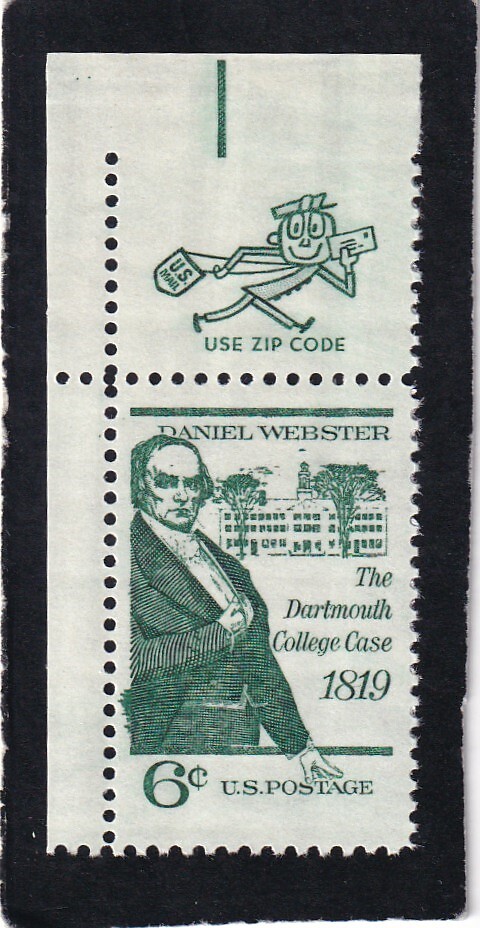 U.S.
MAIL
USE ZIP CODE
DANIEL WEBSTER
The
Dartmouth
College Case
1819
6¢ U.S. POSTAGE